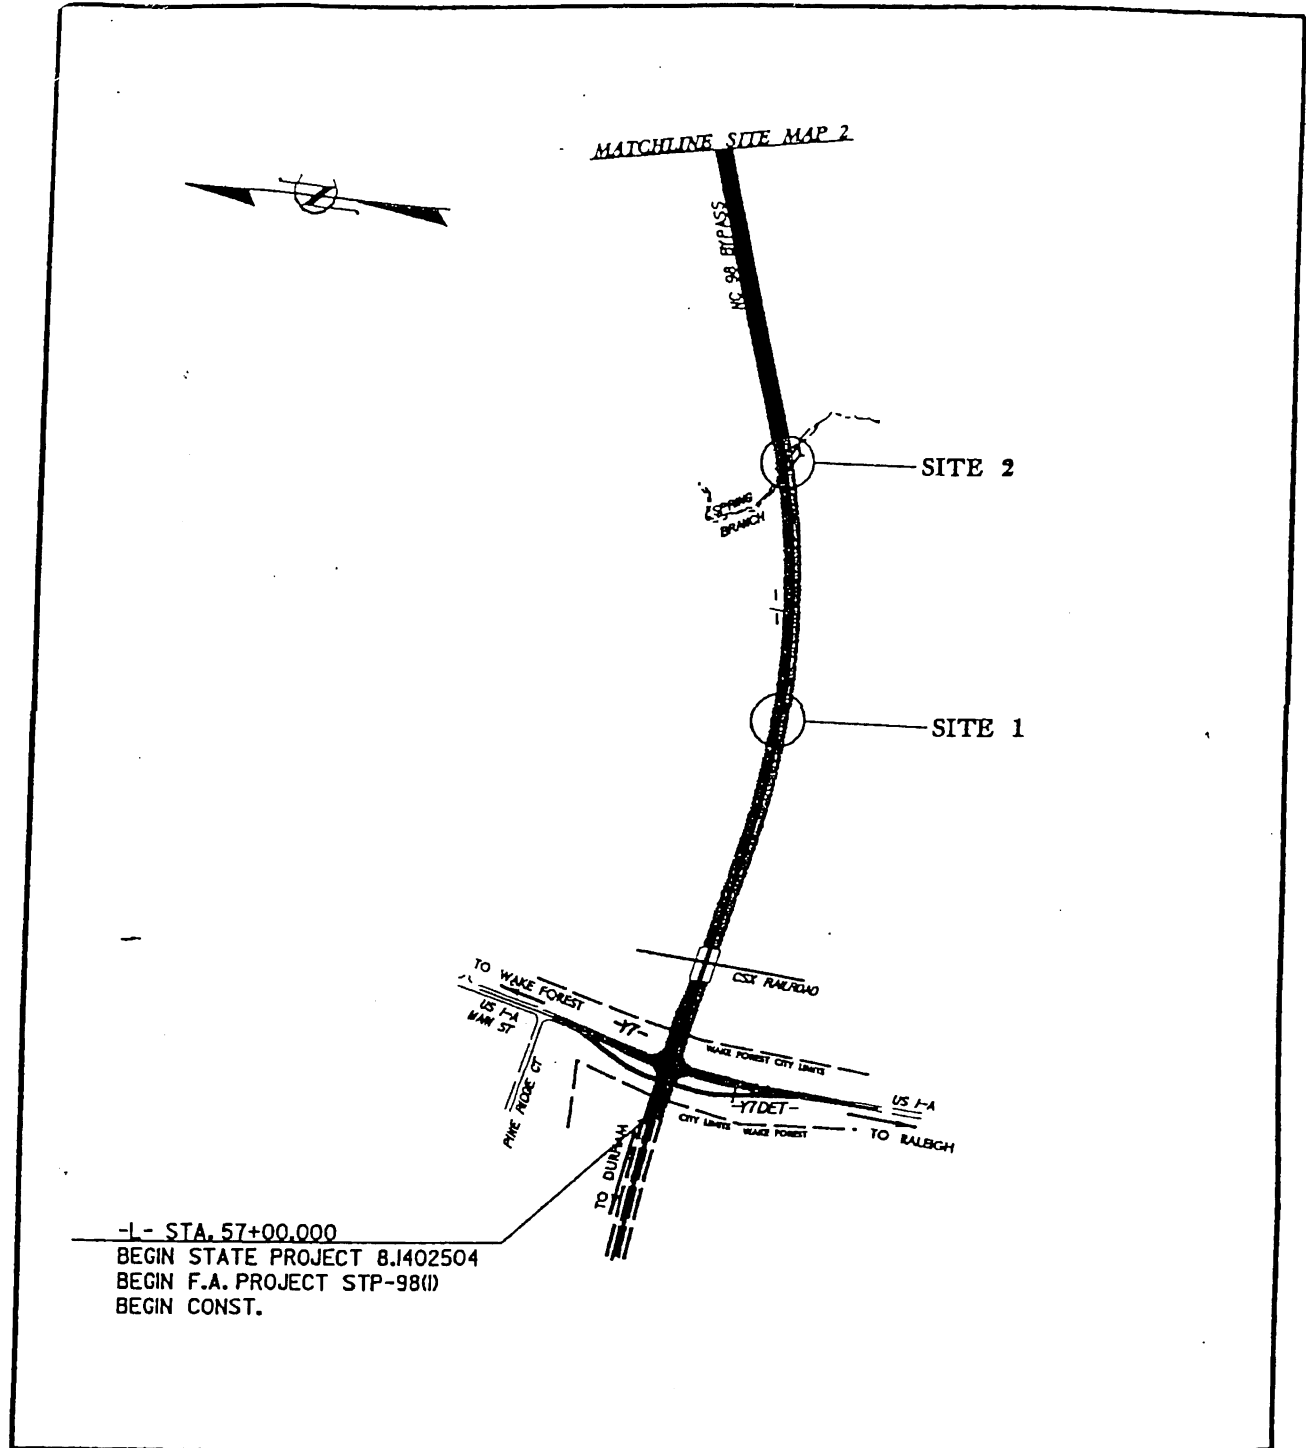 MATCHLINE SITE MAP 2
NC 98 BYPASS
SITE 2
SPRING
BRANCH
-L-
SITE 1
CSX RAILROAD
TO WAKE FOREST
US 1-A
MAIN ST
-Y7-
WAKE FOREST CITY LIMITS
PINE RIDGE CT
-Y7DET-
US 1-A
CITY LIMITS WAKE FOREST
TO RALEIGH
TO DURHAM
-L- STA. 57+00.000
BEGIN STATE PROJECT 8.1402504
BEGIN F.A. PROJECT STP-98(1)
BEGIN CONST.